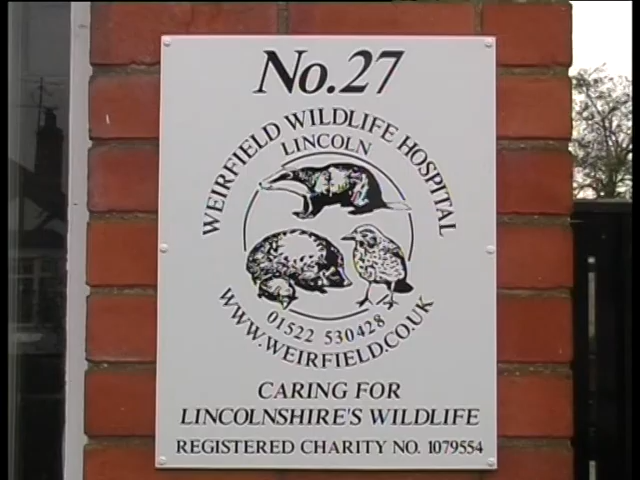 No.27
WEIRFIELD WILDLIFE HOSPITAL
LINCOLN
01522 530428
WWW.WEIRFIELD.CO.UK
CARING FOR
LINCOLNSHIRE'S WILDLIFE
REGISTERED CHARITY NO. 1079554